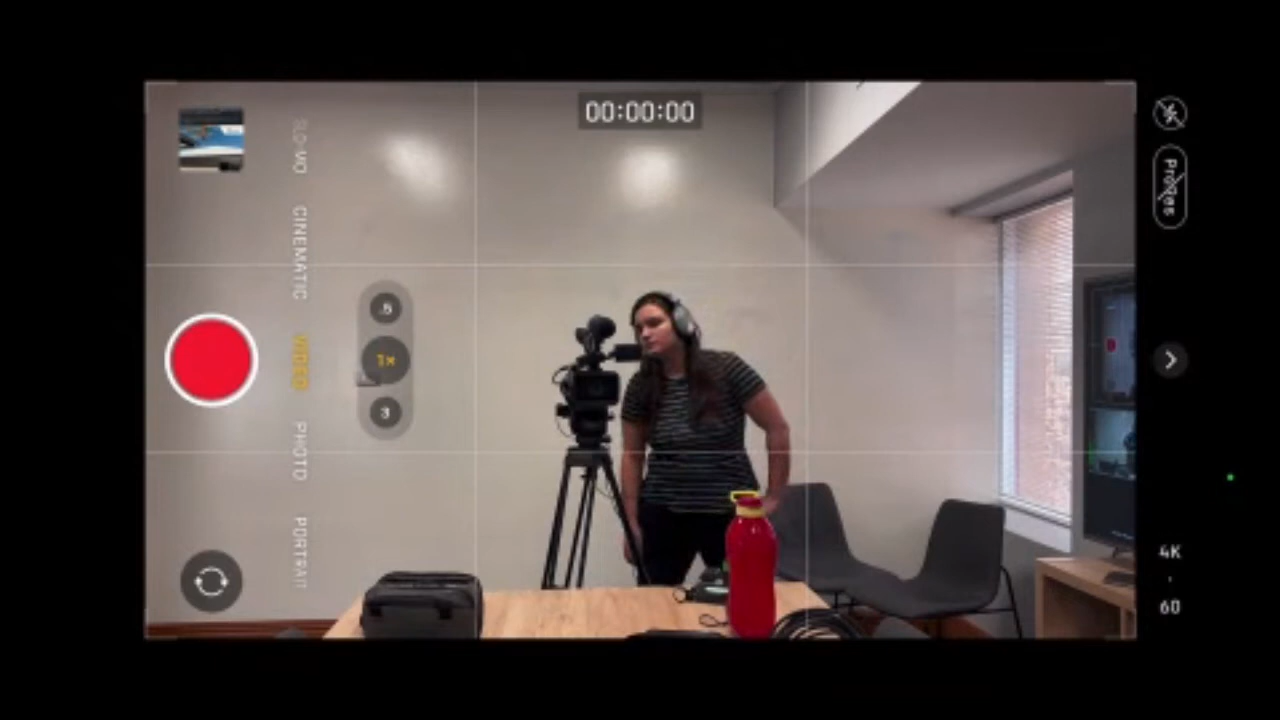 00:00:00
SLO-MO
CINEMATIC
VIDEO
PHOTO
PORTRAIT
.5
1×
3
ProRes
4K
60